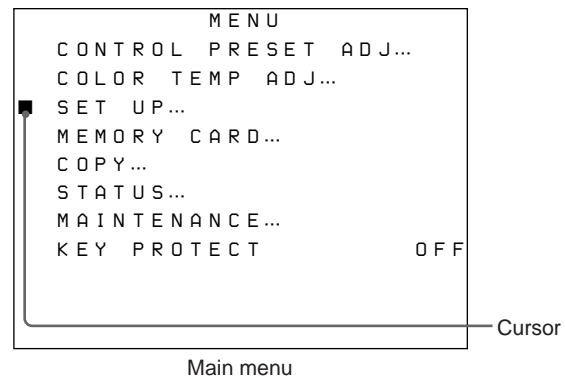 MENU
CONTROL PRESET ADJ…
COLOR TEMP ADJ…
SET UP…
MEMORY CARD…
COPY…
STATUS…
MAINTENANCE…
KEY PROTECT OFF
Cursor
Main menu